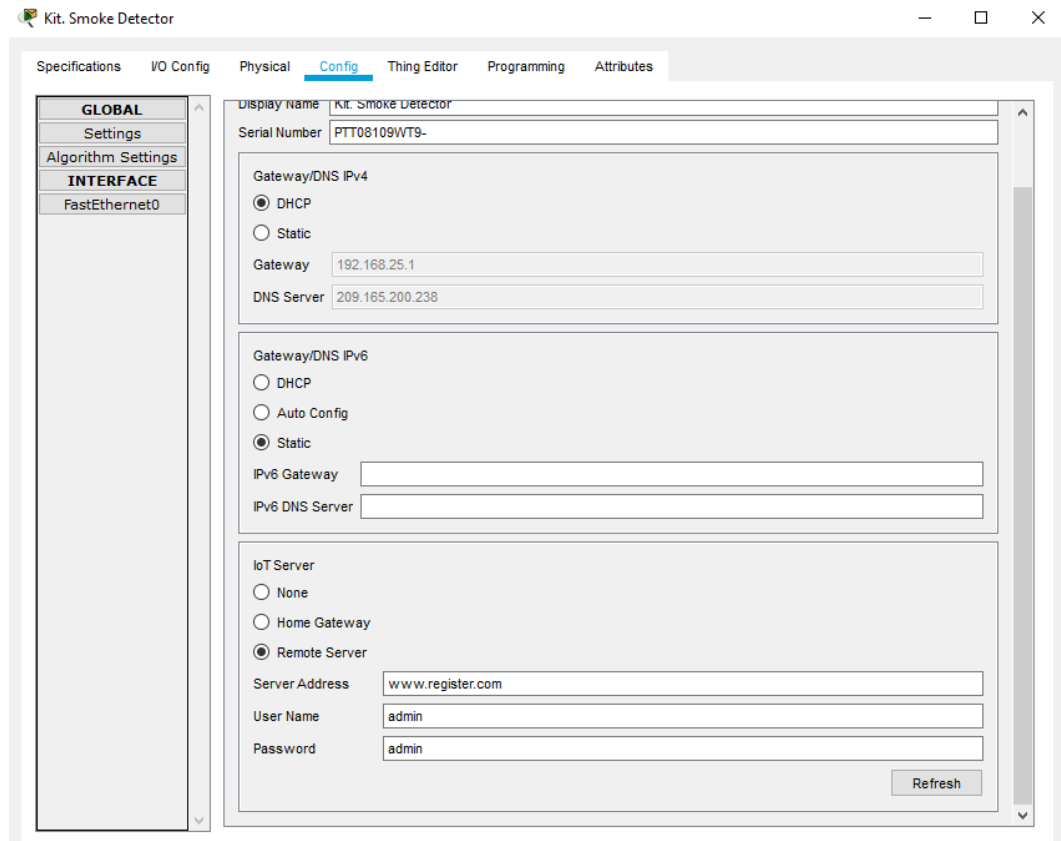 Kit. Smoke Detector
Specifications I/O Config Physical Config Thing Editor Programming Attributes
GLOBAL
Settings
Algorithm Settings
INTERFACE
FastEthernet0
Display Name Kit. Smoke Detector
Serial Number PTT08109WT9-
Gateway/DNS IPv4
DHCP
Static
Gateway 192.168.25.1
DNS Server 209.165.200.238
Gateway/DNS IPv6
DHCP
Auto Config
Static
IPv6 Gateway
IPv6 DNS Server
IoT Server
None
Home Gateway
Remote Server
Server Address www.register.com
User Name admin
Password admin
Refresh